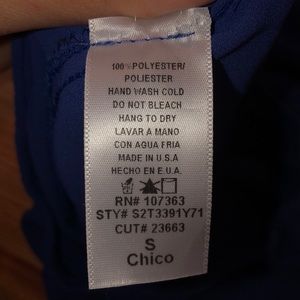 100% POLYESTER/
POLIESTER
HAND WASH COLD
DO NOT BLEACH
HANG TO DRY
LAVAR A MANO
CON AGUA FRIA
MADE IN U.S.A
HECHO EN E.U.A.
RN# 107363
STY# S2T3391Y71
CUT# 23663
S
Chico